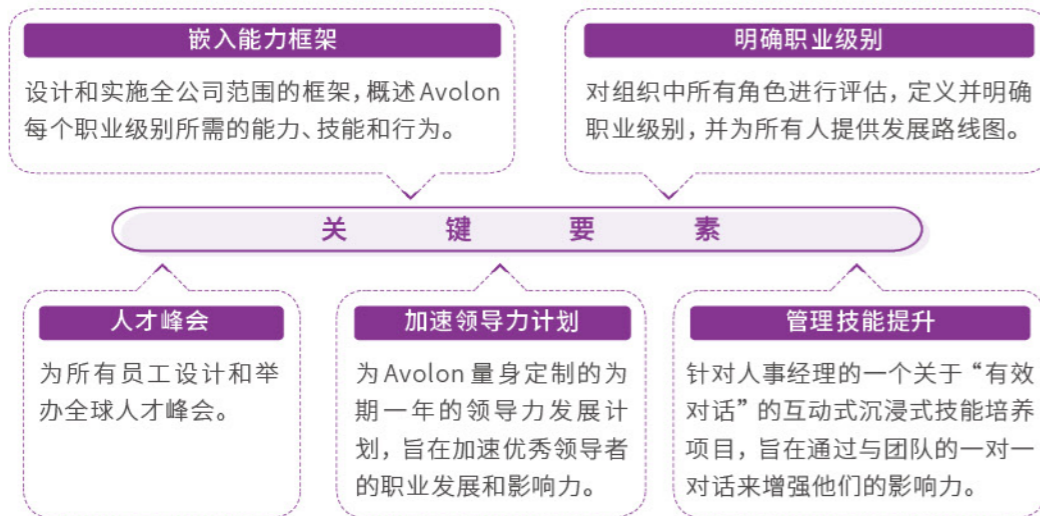 嵌入能力框架
设计和实施全公司范围的框架，概述Avolon
每个职业级别所需的能力、技能和行为。
明确职业级别
对组织中所有角色进行评估，定义并明确
职业级别，并为所有人提供发展路线图。
关键要素
人才峰会
为所有员工设计和举
办全球人才峰会。
加速领导力计划
为Avolon 量身定制的为
期一年的领导力发展计
划，旨在加速优秀领导者
的职业发展和影响力。
管理技能提升
针对人事经理的一个关于“有效
对话”的互动式沉浸式技能培养
项目，旨在通过与团队的一对一
对话来增强他们的影响力。